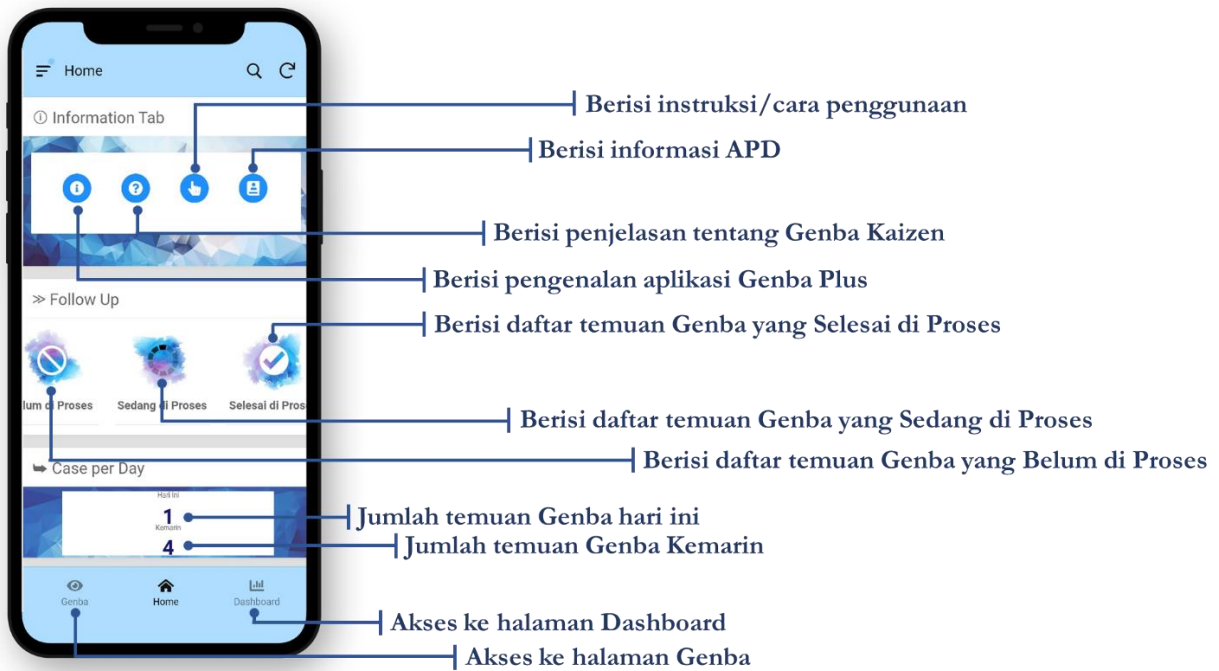 Home
Information Tab
Berisi instruksi/cara penggunaan
Berisi informasi APD
Berisi penjelasan tentang Genba Kaizen
Berisi pengenalan aplikasi Genba Plus
Follow Up
Berisi daftar temuan Genba yang Selesai di Proses
lum di Proses
Sedang di Proses
Selesai di Pros
Berisi daftar temuan Genba yang Sedang di Proses
Berisi daftar temuan Genba yang Belum di Proses
Case per Day
Hari Ini
1
Jumlah temuan Genba hari ini
Kemarin
4
Jumlah temuan Genba Kemarin
Genba
Home
Dashboard
Akses ke halaman Dashboard
Akses ke halaman Genba